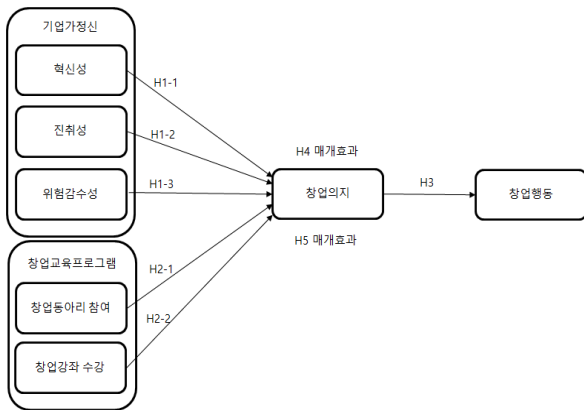 기업가정신
혁신성
진취성
위험감수성
H1-1
H1-2
H1-3
H4 매개효과
창업의지
H3
창업행동
H5 매개효과
창업교육프로그램
창업동아리 참여
창업강좌 수강
H2-1
H2-2